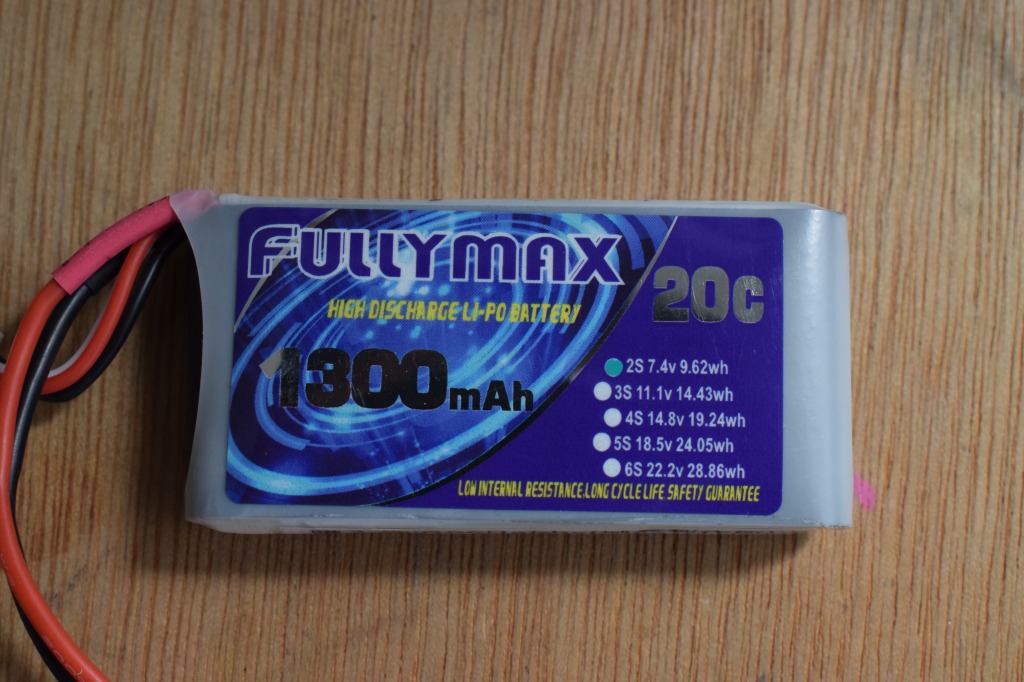 FULLYMAX
20C
HIGH DISCHARGE LI-PO BATTERY
1300mAh
2S 7.4v 9.62wh
3S 11.1v 14.43wh
4S 14.8v 19.24wh
5S 18.5v 24.05wh
6S 22.2v 28.86wh
LOW INTERNAL RESISTANCE,LONG CYCLE LIFE SAFETY GUARANTEE